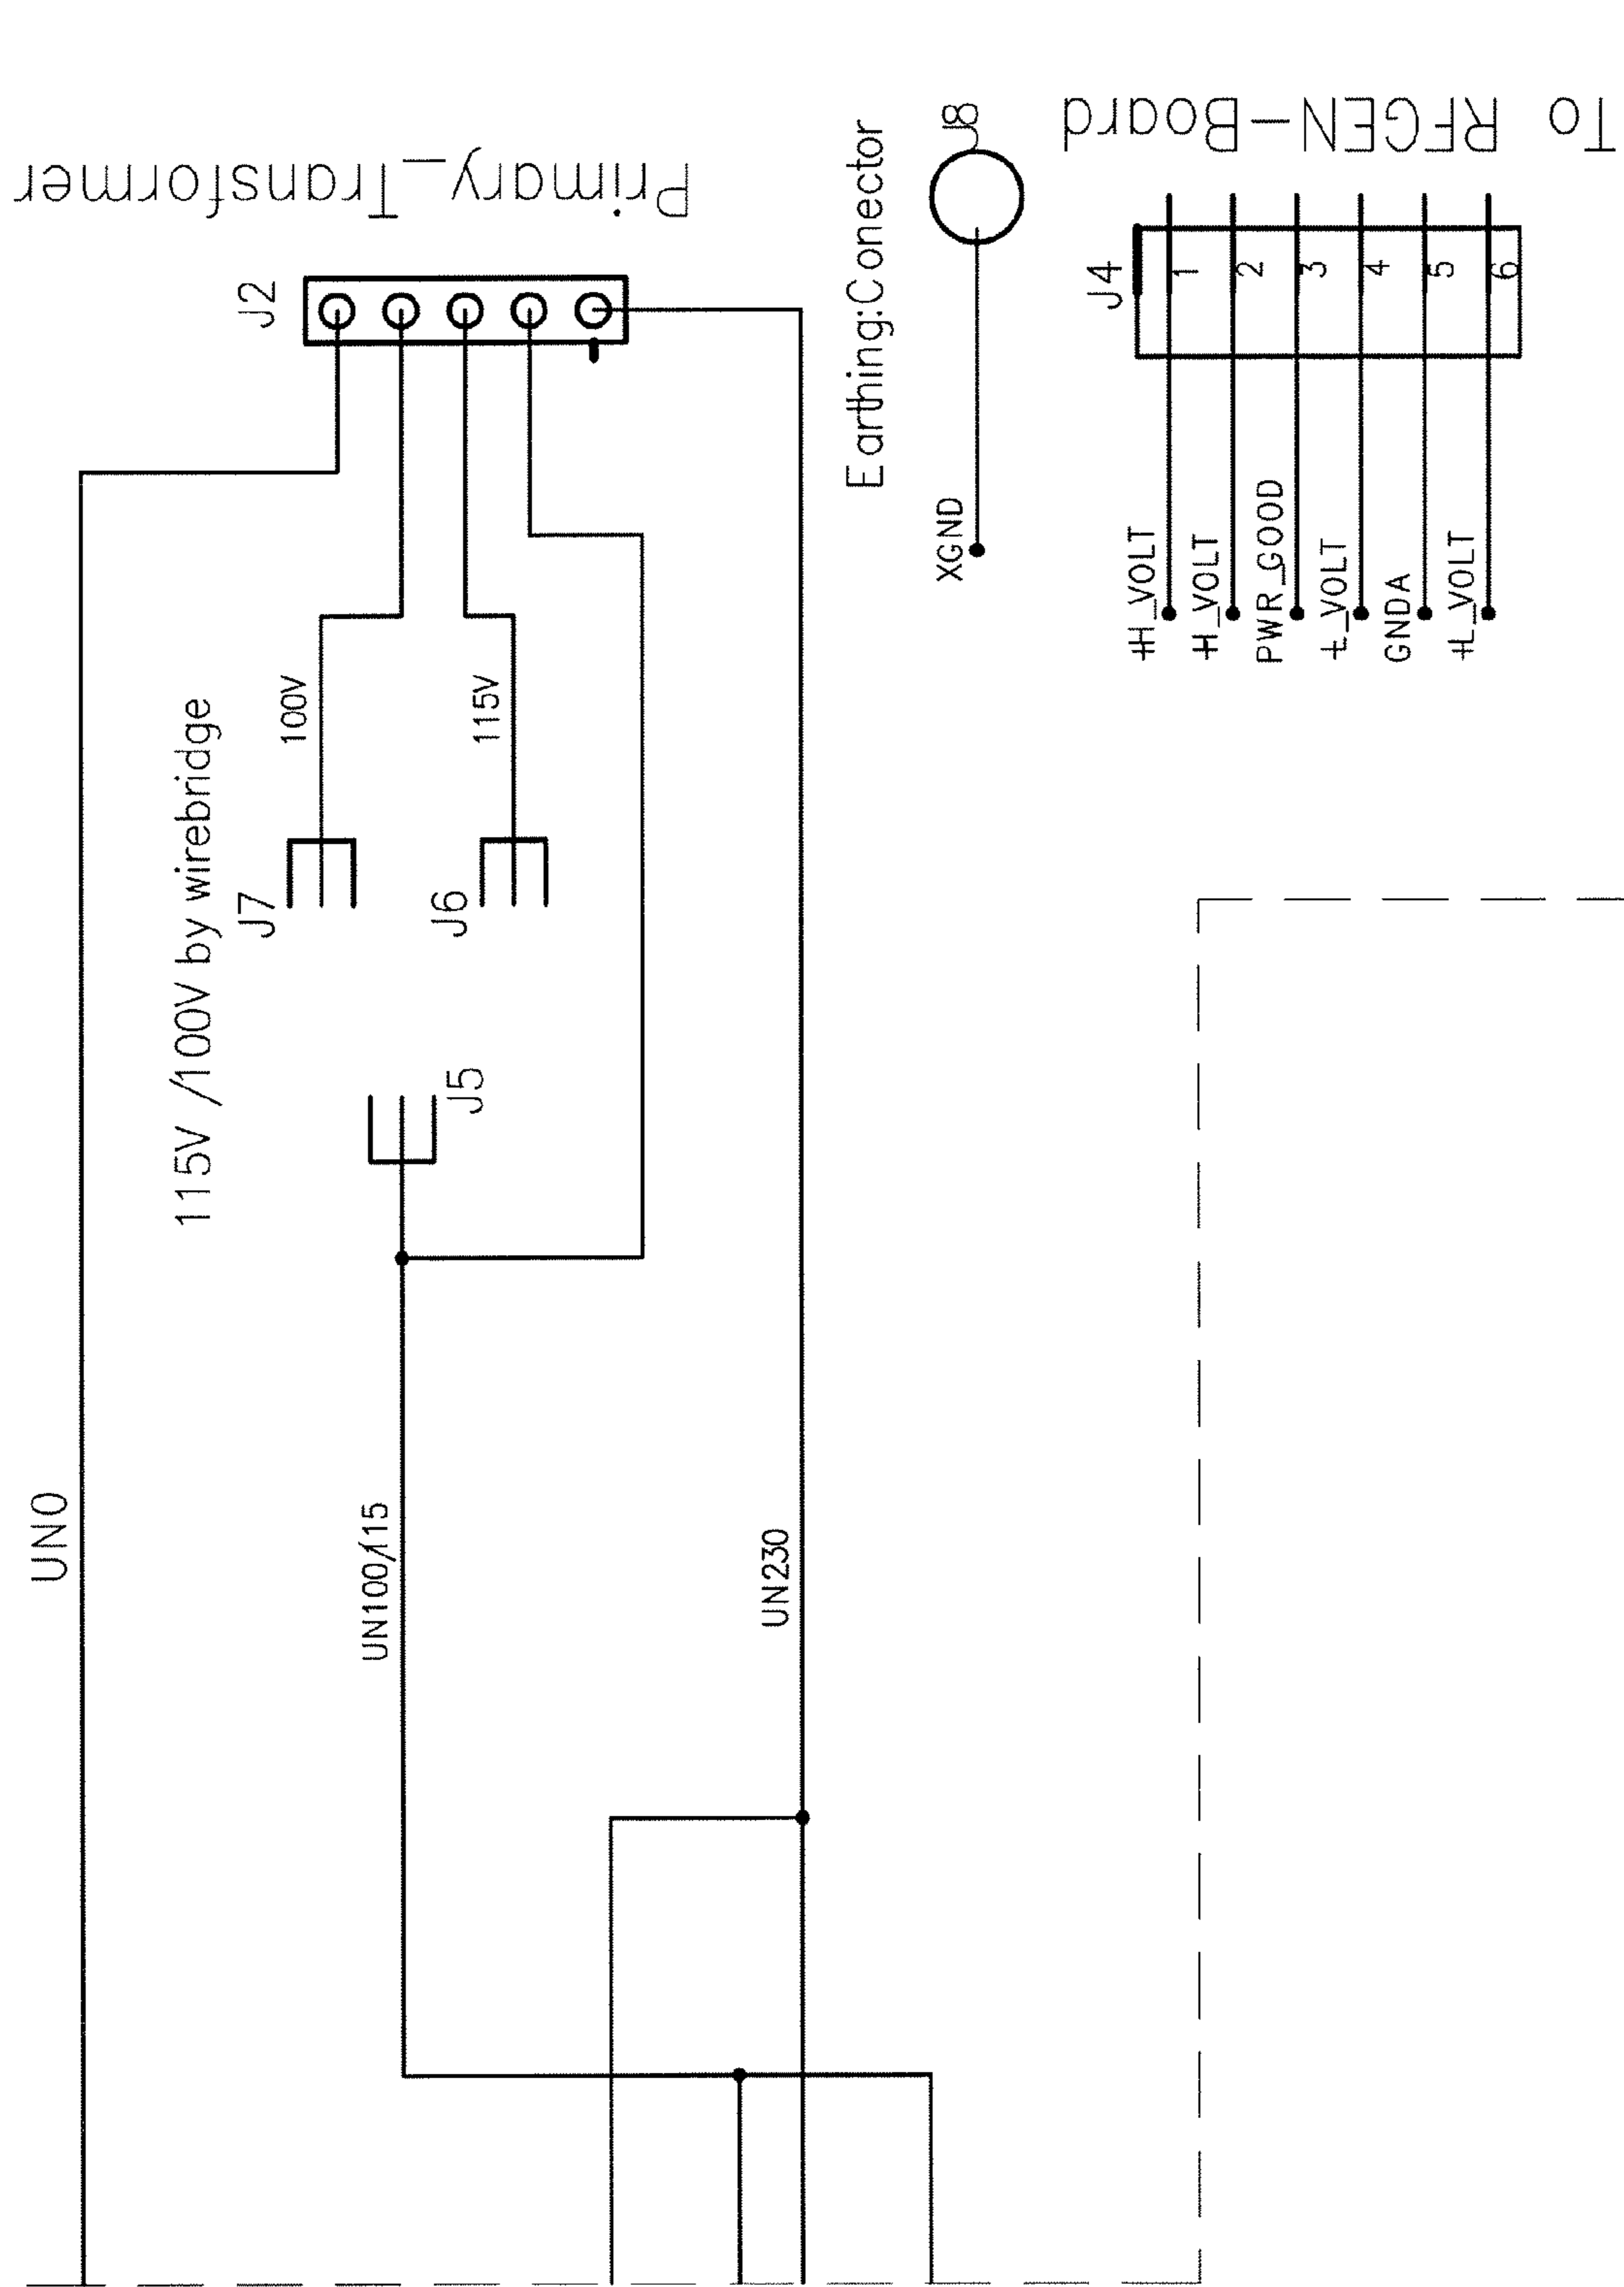 Primary_Transformer
J2
100V
115V
115V /100V by wirebridge
J7
J6
J5
UN0
UN100/115
UN230
Earthing:Conector
J8
XGND
To RFGEN-Board
J4
1
2
3
4
5
6
+H_VOLT
+H_VOLT
PWR_GOOD
+L_VOLT
GNDA
+L_VOLT